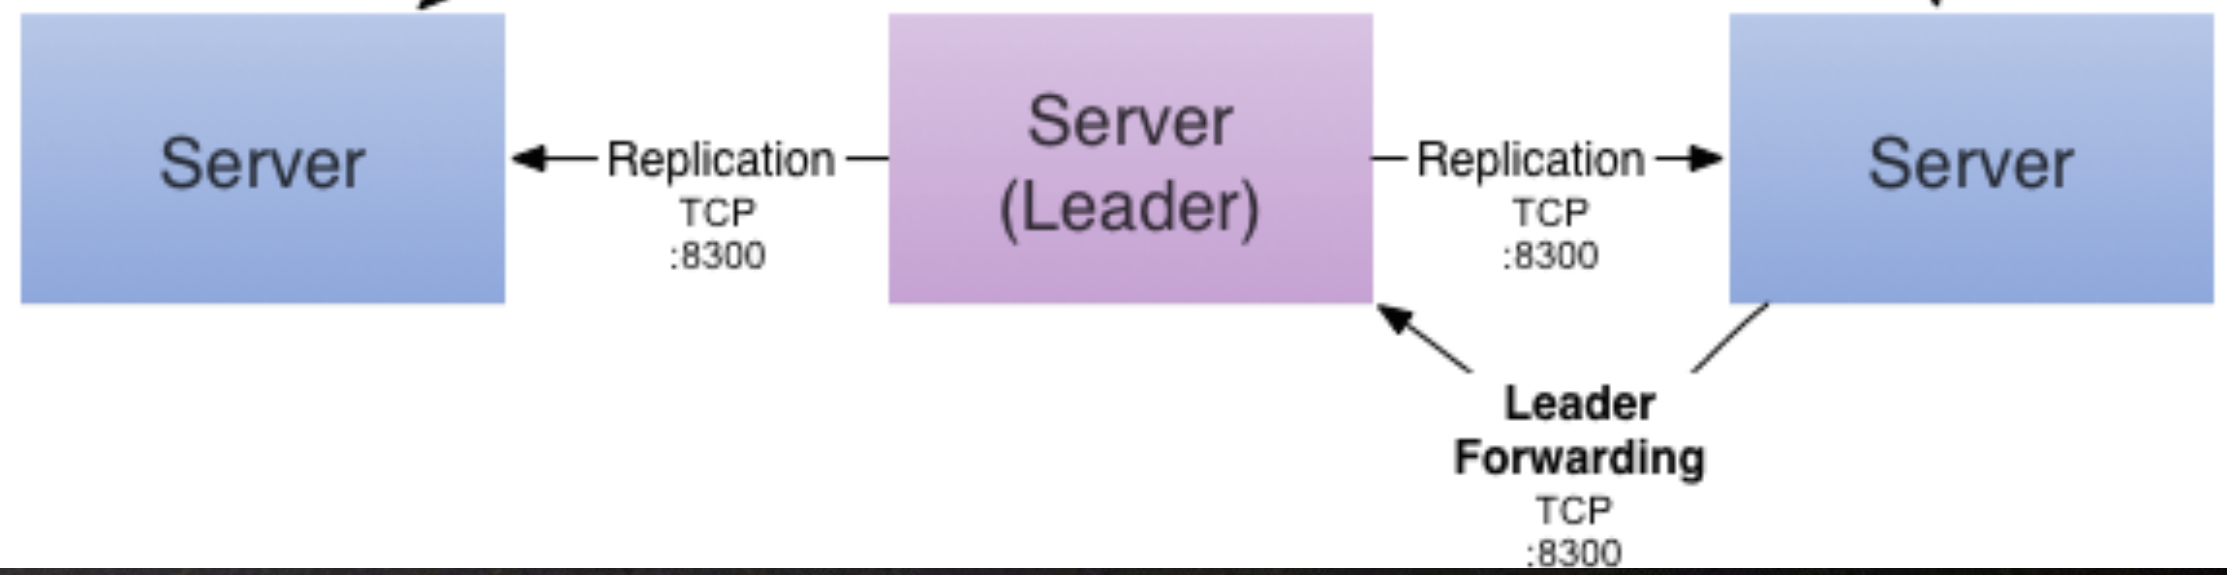 Server
Replication
TCP
:8300
Server
(Leader)
Replication
TCP
:8300
Server
Leader
Forwarding
TCP
:8300